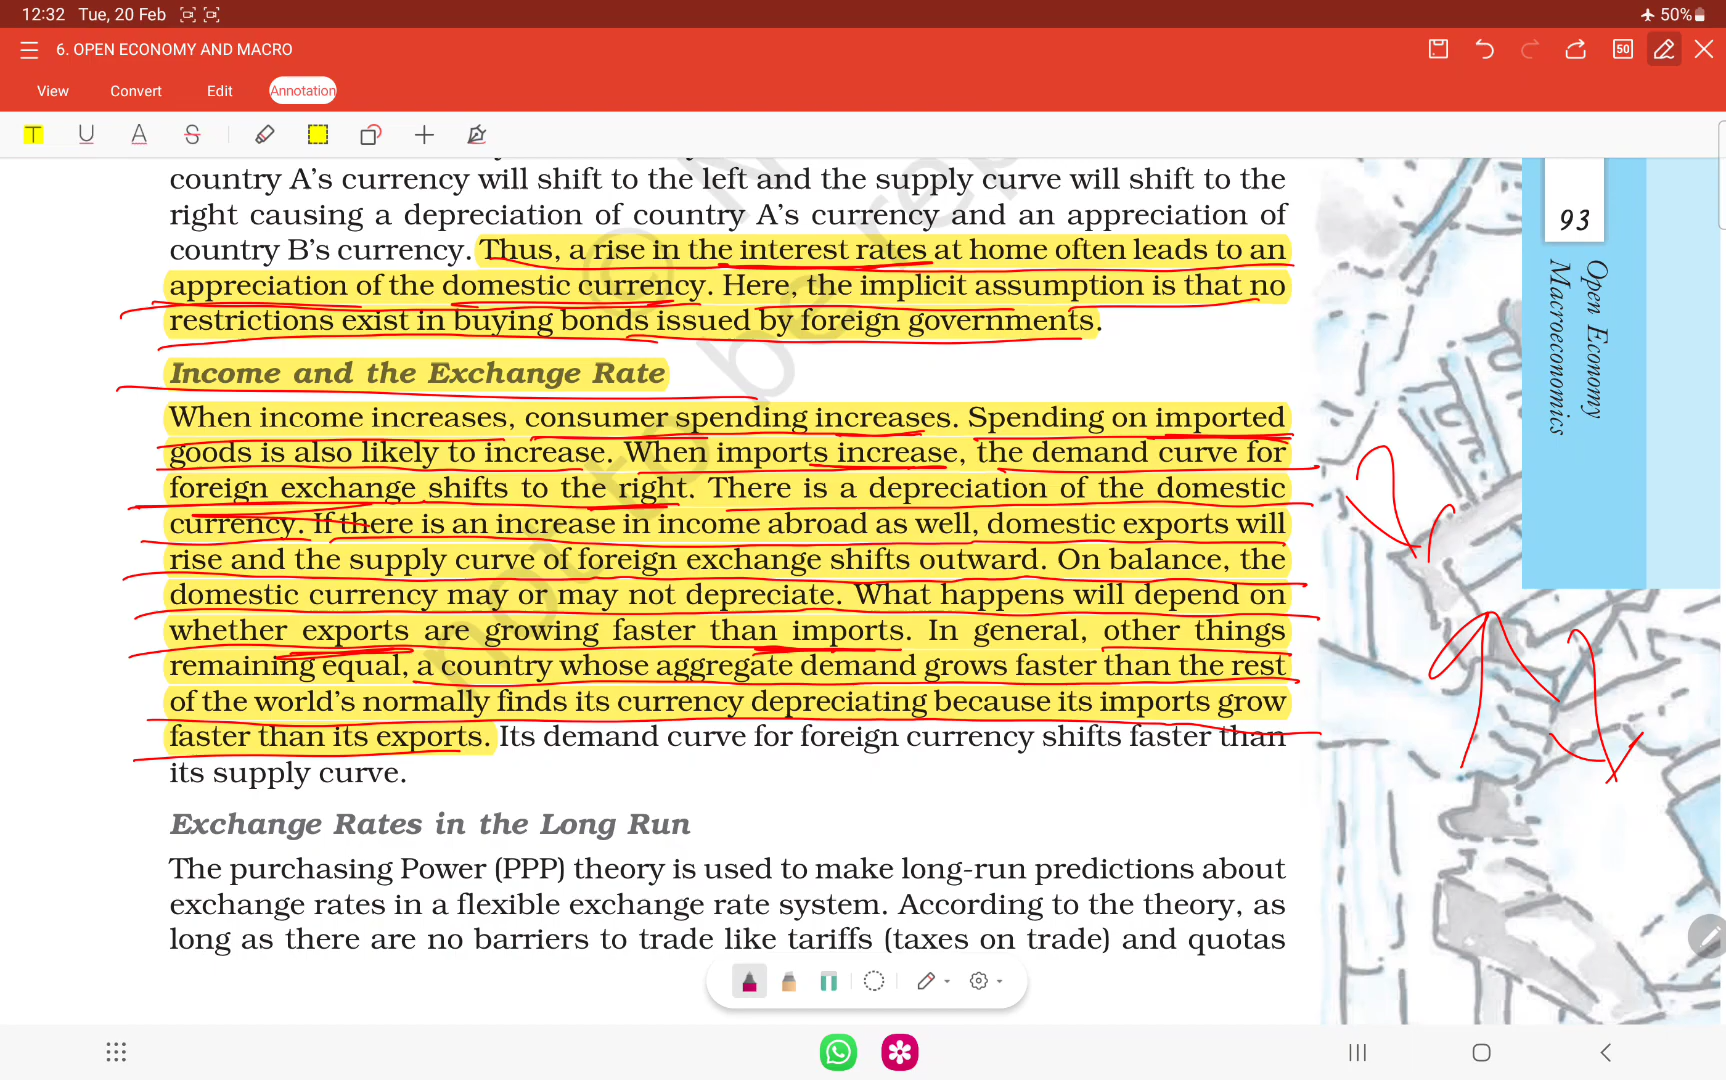 12:32 Tue, 20 Feb
50%
6. OPEN ECONOMY AND MACRO
50
View Convert Edit Annotation
T U A S
country A's currency will shift to the left and the supply curve will shift to the
right causing a depreciation of country A's currency and an appreciation of
country B's currency. Thus, a rise in the interest rates at home often leads to an
appreciation of the domestic currency. Here, the implicit assumption is that no
restrictions exist in buying bonds issued by foreign governments.
Income and the Exchange Rate
When income increases, consumer spending increases. Spending on imported
goods is also likely to increase. When imports increase, the demand curve for
foreign exchange shifts to the right. There is a depreciation of the domestic
currency. If there is an increase in income abroad as well, domestic exports will
rise and the supply curve of foreign exchange shifts outward. On balance, the
domestic currency may or may not depreciate. What happens will depend on
whether exports are growing faster than imports. In general, other things
remaining equal, a country whose aggregate demand grows faster than the rest
of the world's normally finds its currency depreciating because its imports grow
faster than its exports. Its demand curve for foreign currency shifts faster than
its supply curve.
Exchange Rates in the Long Run
The purchasing Power (PPP) theory is used to make long-run predictions about
exchange rates in a flexible exchange rate system. According to the theory, as
long as there are no barriers to trade like tariffs (taxes on trade) and quotas
93
Open Economy
Macroeconomics